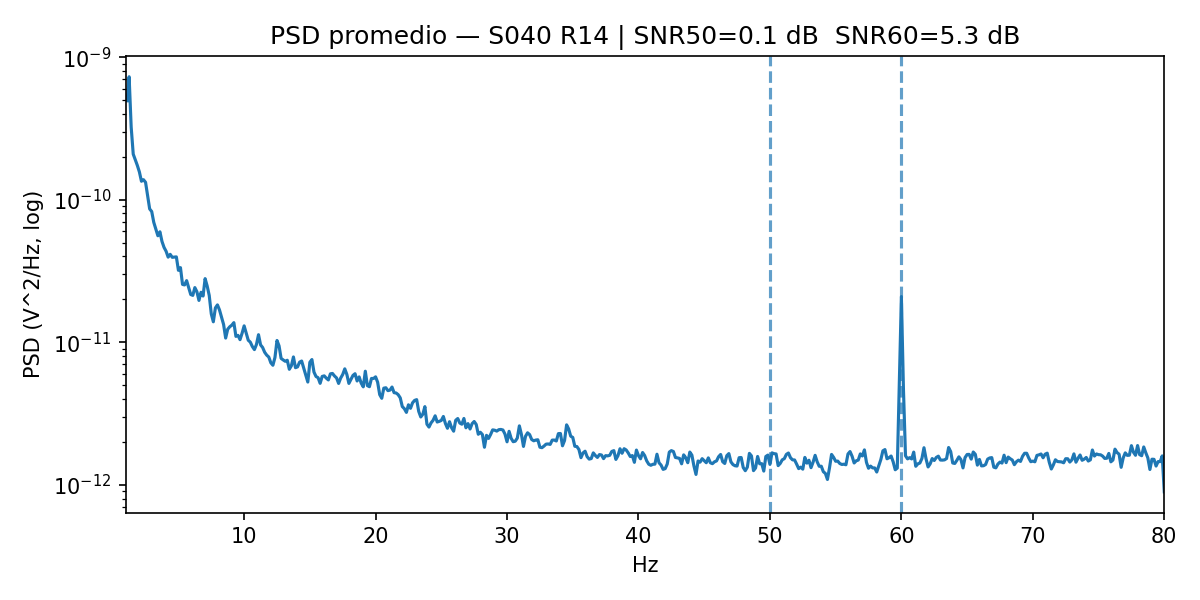 PSD promedio — S040 R14 | SNR50=0.1 dB  SNR60=5.3 dB
PSD (V^2/Hz, log)
10⁻⁹
10⁻¹⁰
10⁻¹¹
10⁻¹²
10 20 30 40 50 60 70 80
Hz